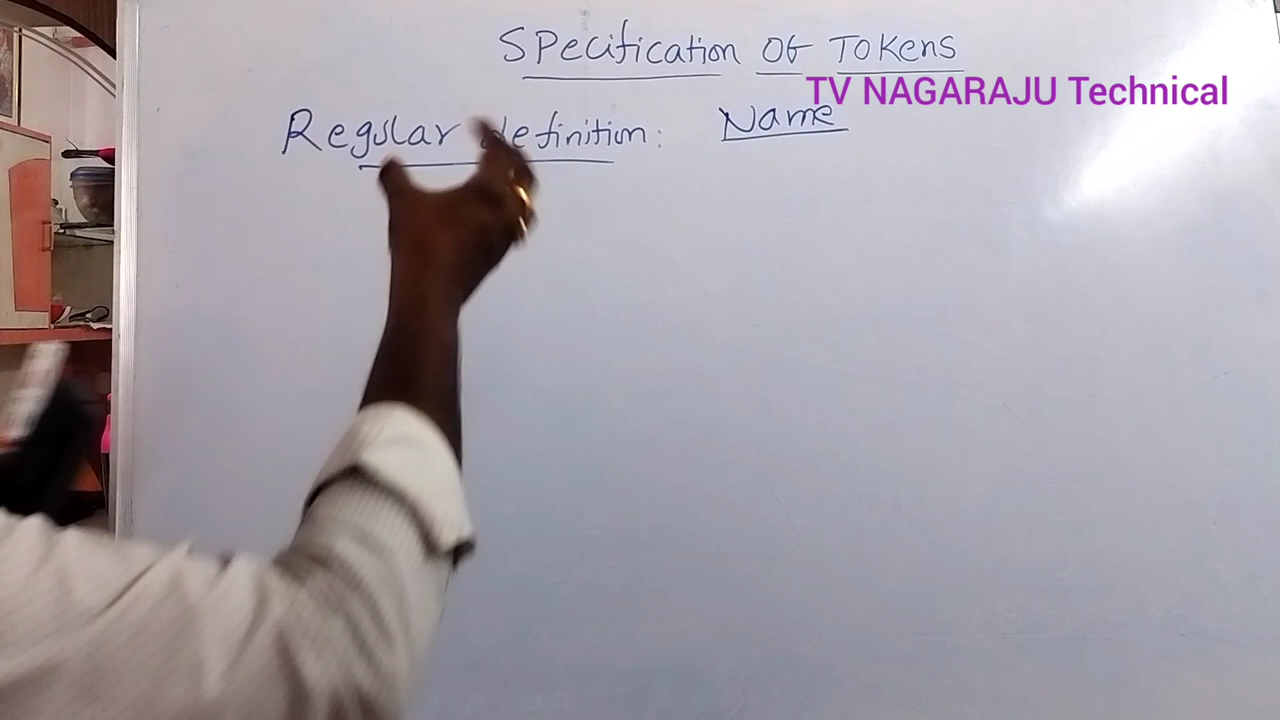 Specification OF Tokens
TV NAGARAJU Technical
Regular definition: Name